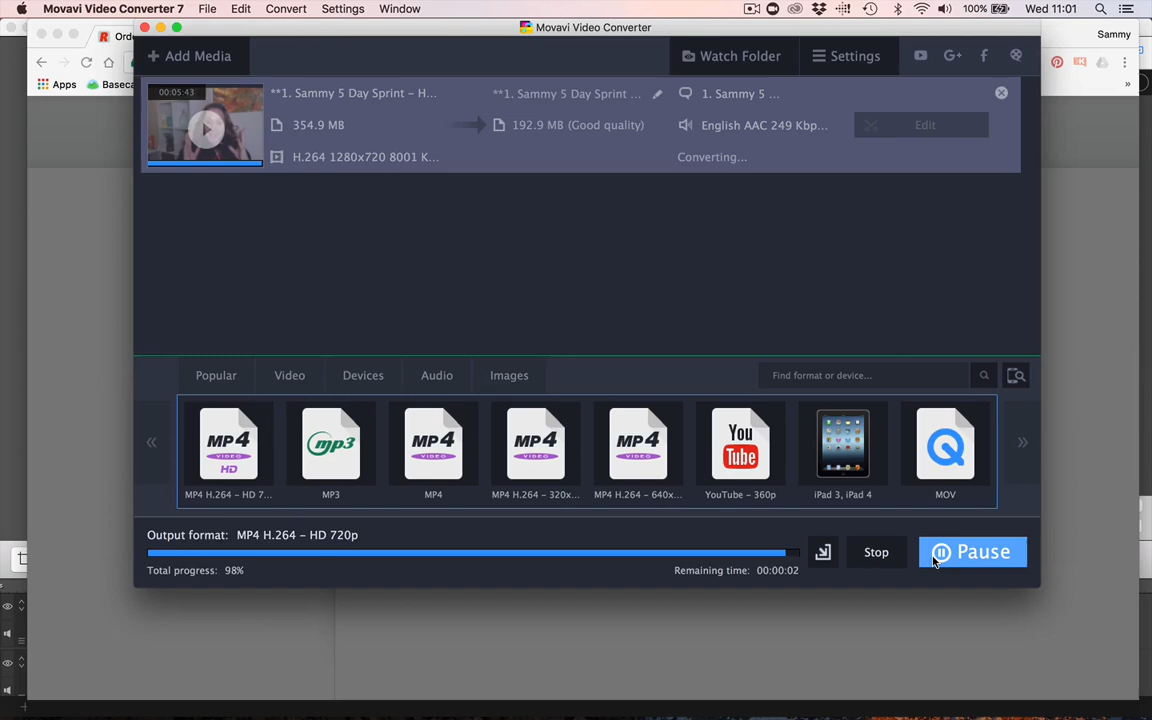 Movavi Video Converter 7 File Edit Convert Settings Window 100% Wed 11:01
Movavi Video Converter
Sammy
Apps
+ Add Media
Watch Folder
Settings
G+
f
»
00:05:43
**1. Sammy 5 Day Sprint – H...
**1. Sammy 5 Day Sprint ...
1. Sammy 5 ...
354.9 MB
192.9 MB (Good quality)
English AAC 249 Kbp...
Edit
H.264 1280x720 8001 K...
Converting...
Popular
Video
Devices
Audio
Images
Find format or device...
«
MP4 VIDEO HD
mp3
MP4 VIDEO
MP4 VIDEO
MP4 VIDEO
You Tube
»
MP4 H.264 – HD 7...
MP3
MP4
MP4 H.264 – 320x...
MP4 H.264 – 640x...
YouTube – 360p
iPad 3, iPad 4
MOV
Output format: MP4 H.264 – HD 720p
Stop
Pause
Total progress: 98%
Remaining time: 00:00:02